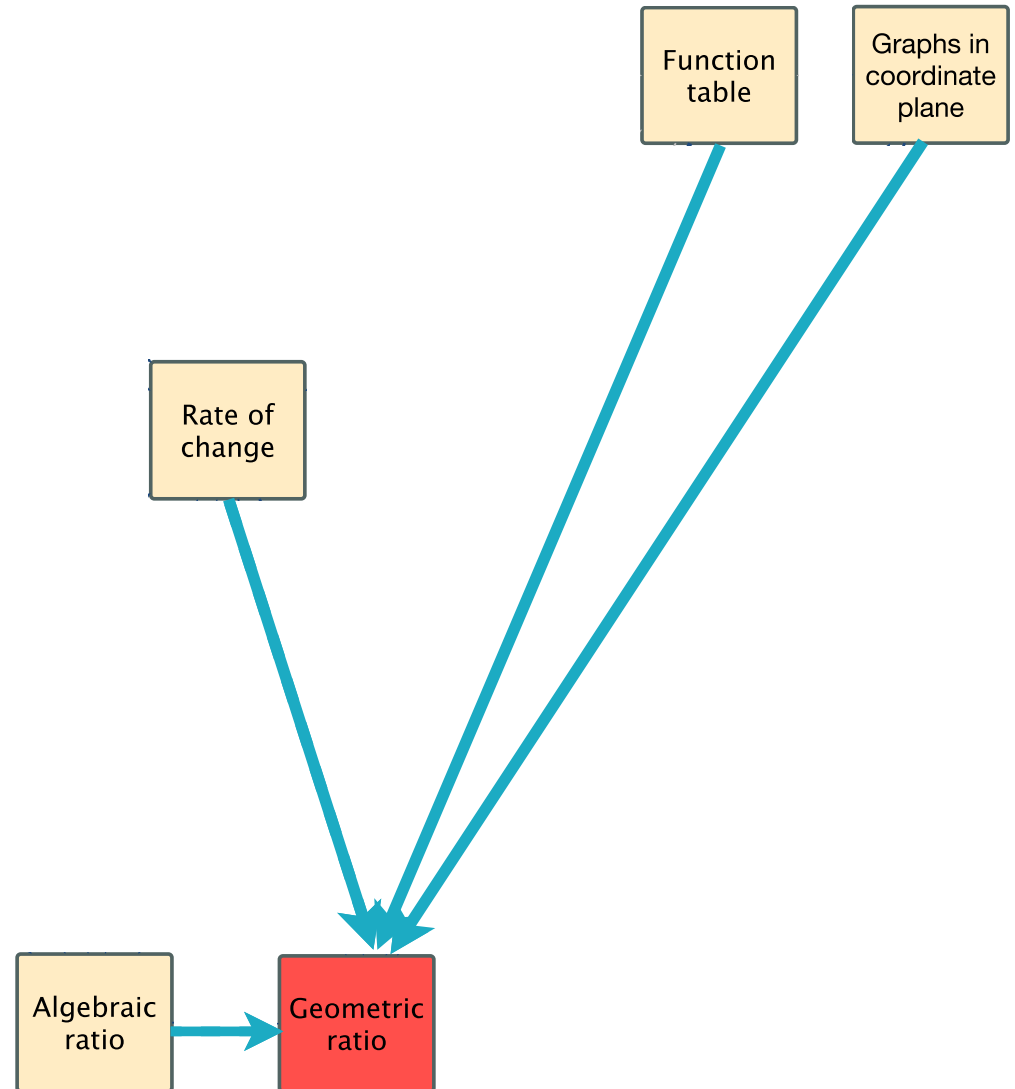 Function
table
Graphs in
coordinate
plane
Rate of
change
Algebraic
ratio
Geometric
ratio